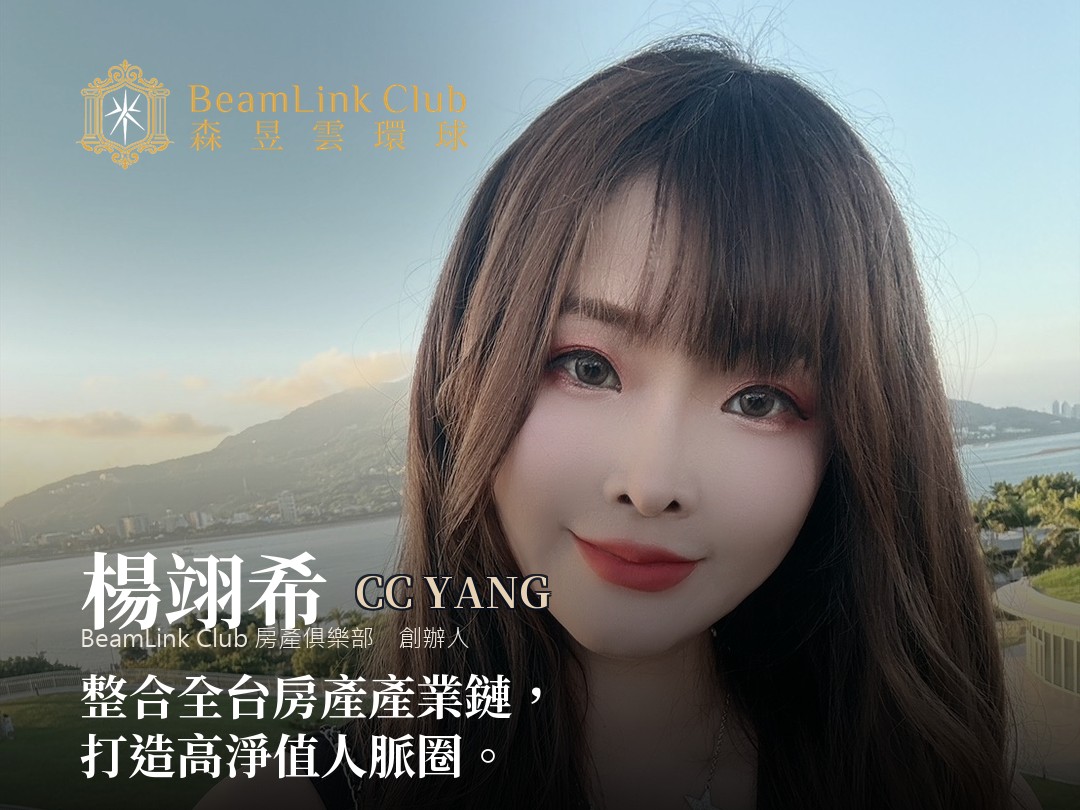 BeamLink Club
森昱雲環球
楊翊希 CC YANG
BeamLink Club 房產俱樂部 創辦人
整合全台房產產業鏈，
打造高淨值人脈圈。